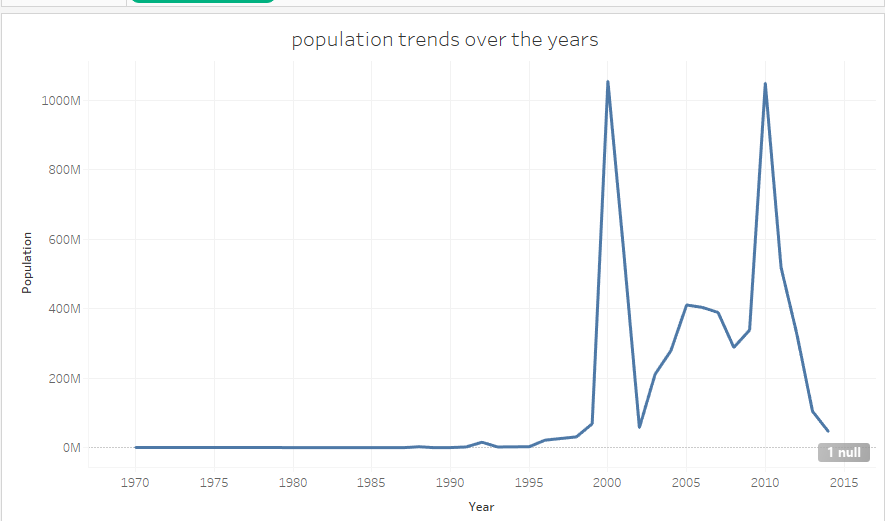 population trends over the years
1000M
800M
600M
400M
200M
0M
Population
1 null
1970 1975 1980 1985 1990 1995 2000 2005 2010 2015
Year